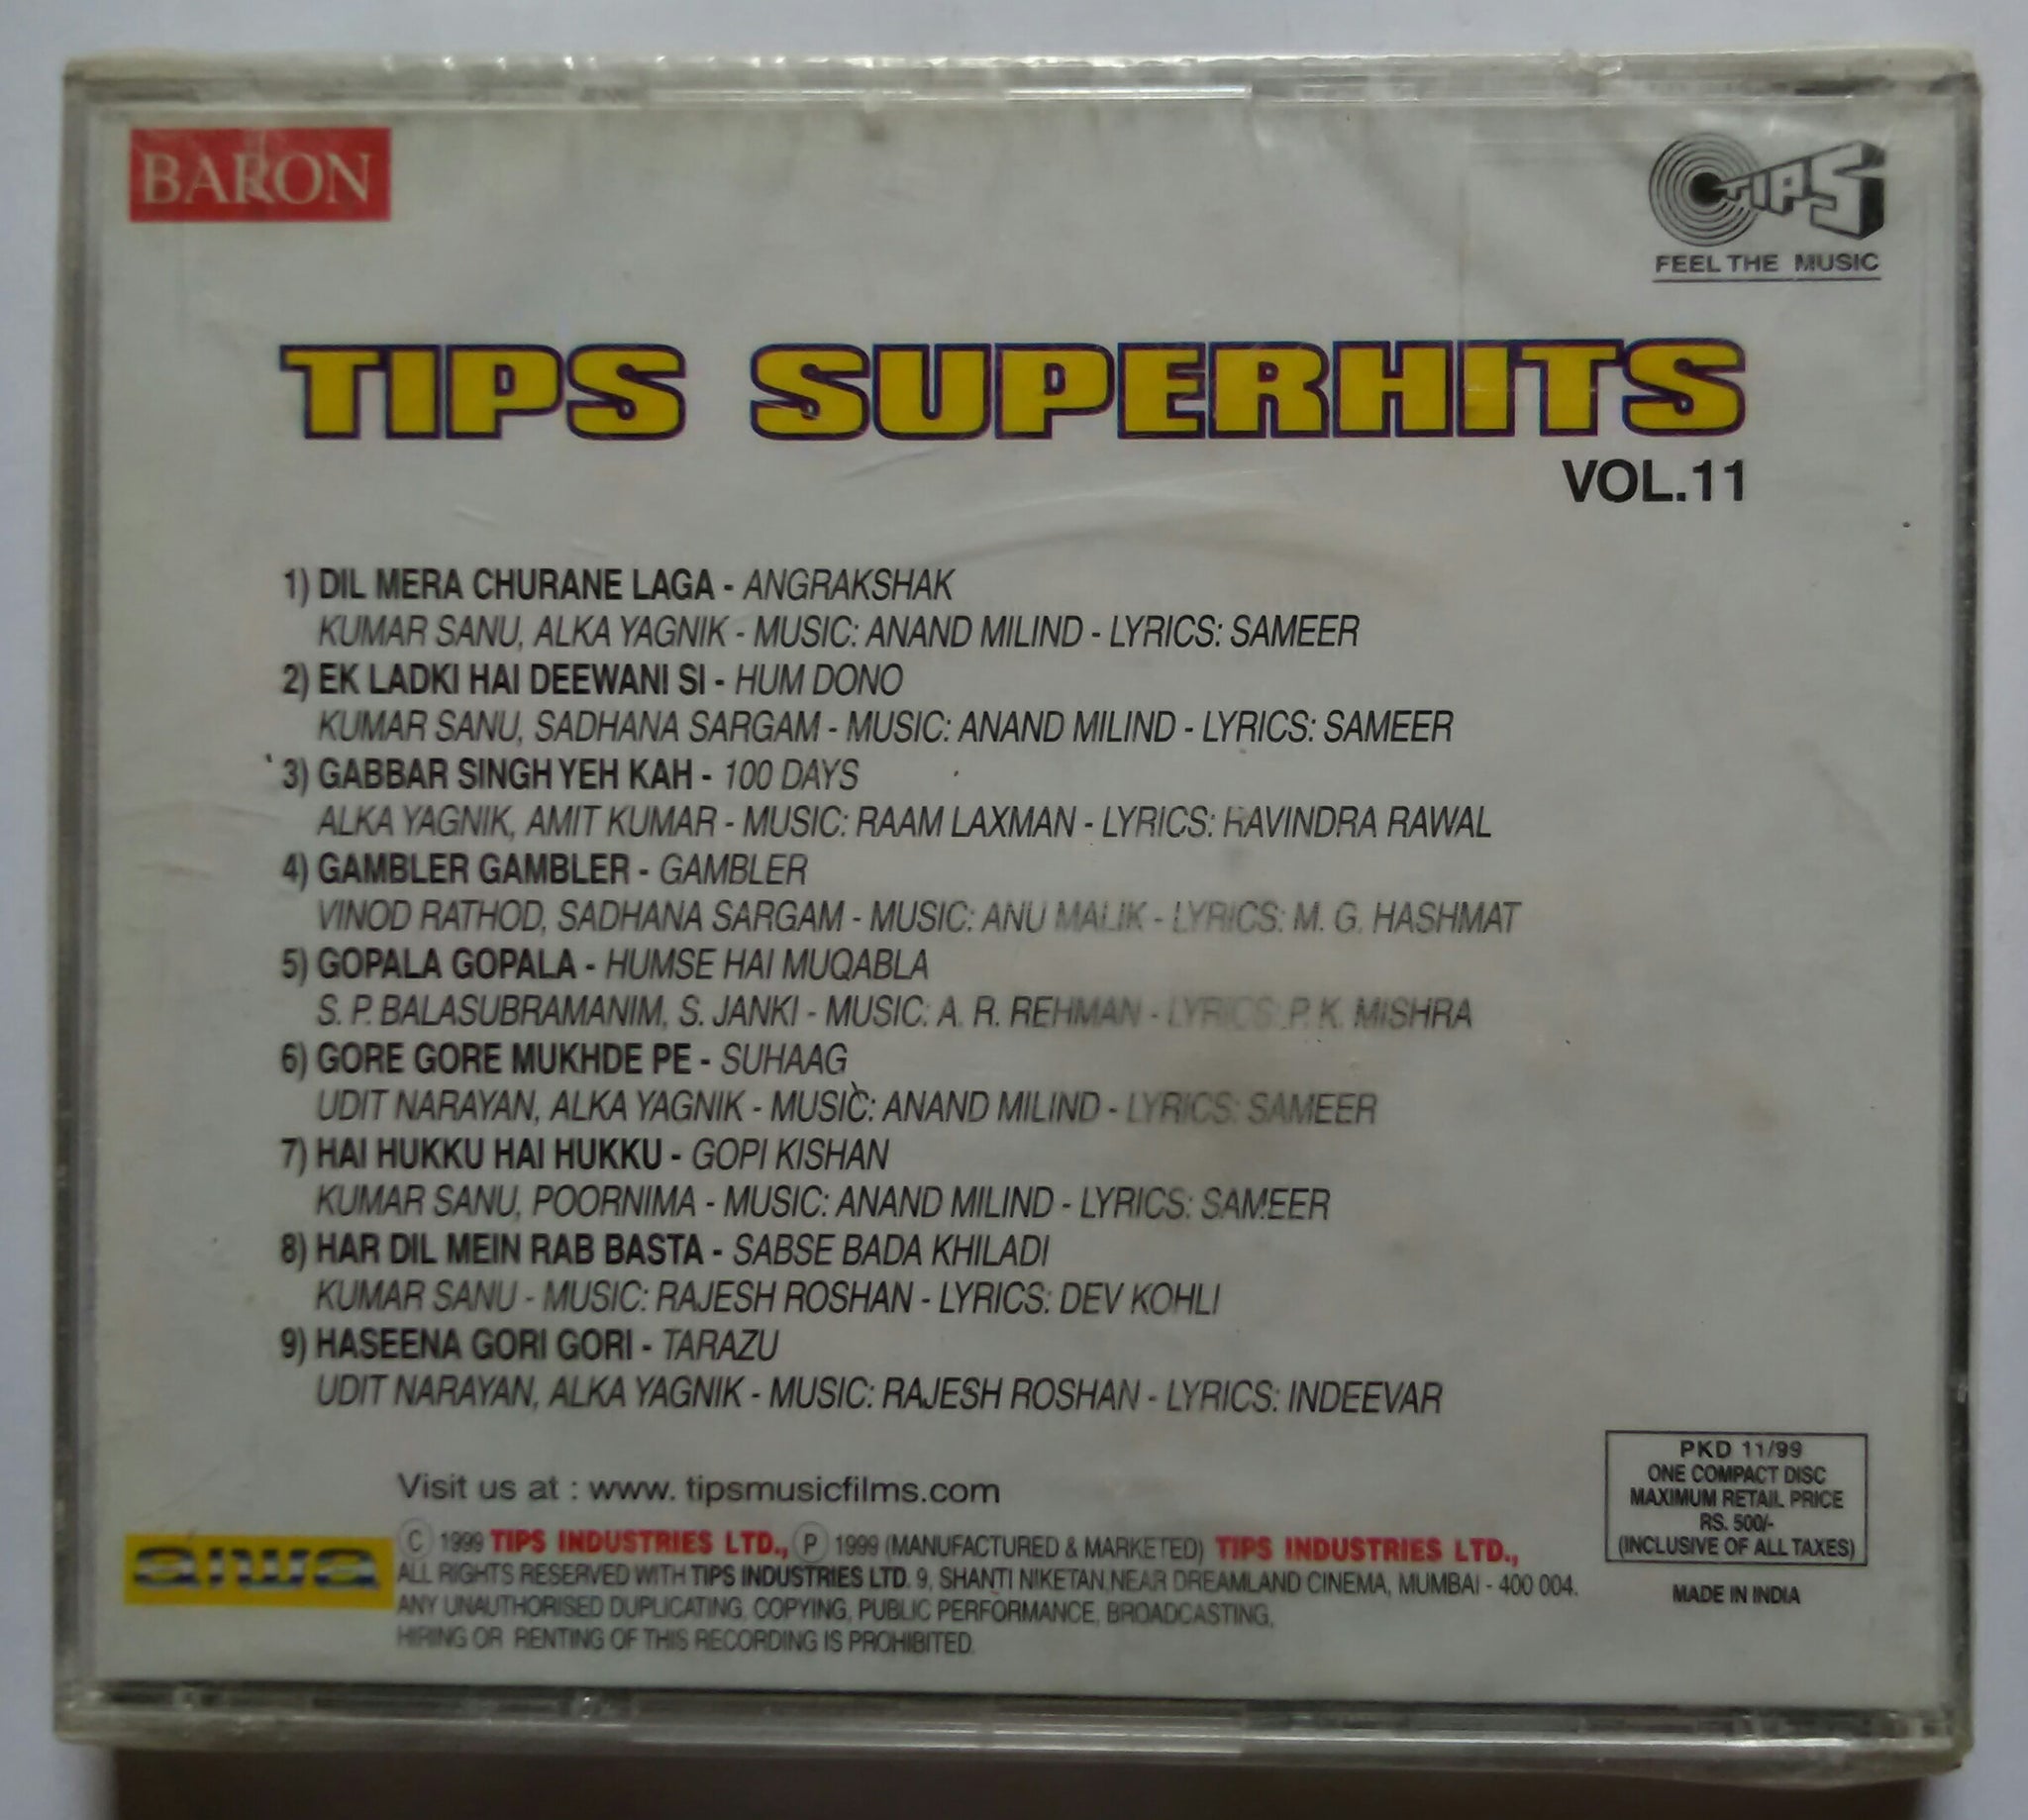 BARON
TIPS
FEEL THE MUSIC
TIPS SUPERHITS
VOL.11
1) DIL MERA CHURANE LAGA - ANGRAKSHAK
KUMAR SANU, ALKA YAGNIK - MUSIC: ANAND MILIND - LYRICS: SAMEER
2) EK LADKI HAI DEEWANI SI - HUM DONO
KUMAR SANU, SADHANA SARGAM - MUSIC: ANAND MILIND - LYRICS: SAMEER
3) GABBAR SINGH YEH KAH - 100 DAYS
ALKA YAGNIK, AMIT KUMAR - MUSIC: RAAM LAXMAN - LYRICS: RAVINDRA RAWAL
4) GAMBLER GAMBLER - GAMBLER
VINOD RATHOD, SADHANA SARGAM - MUSIC: ANU MALIK - LYRICS: M. G. HASHMAT
5) GOPALA GOPALA - HUMSE HAI MUQABLA
S. P. BALASUBRAMANIM, S. JANKI - MUSIC: A. R. REHMAN - LYRICS: P. K. MISHRA
6) GORE GORE MUKHDE PE - SUHAAG
UDIT NARAYAN, ALKA YAGNIK - MUSIC: ANAND MILIND - LYRICS: SAMEER
7) HAI HUKKU HAI HUKKU - GOPI KISHAN
KUMAR SANU, POORNIMA - MUSIC: ANAND MILIND - LYRICS: SAMEER
8) HAR DIL MEIN RAB BASTA - SABSE BADA KHILADI
KUMAR SANU - MUSIC: RAJESH ROSHAN - LYRICS: DEV KOHLI
9) HASEENA GORI GORI - TARAZU
UDIT NARAYAN, ALKA YAGNIK - MUSIC: RAJESH ROSHAN - LYRICS: INDEEVAR
Visit us at : www. tipsmusicfilms.com
aiwa
Ⓒ 1999 TIPS INDUSTRIES LTD., Ⓟ 1999 (MANUFACTURED & MARKETED) TIPS INDUSTRIES LTD.,
ALL RIGHTS RESERVED WITH TIPS INDUSTRIES LTD. 9, SHANTI NIKETAN, NEAR DREAMLAND CINEMA, MUMBAI - 400 004.
ANY UNAUTHORISED DUPLICATING, COPYING, PUBLIC PERFORMANCE, BROADCASTING,
HIRING OR RENTING OF THIS RECORDING IS PROHIBITED.
PKD 11/99
ONE COMPACT DISC
MAXIMUM RETAIL PRICE
RS. 500/-
(INCLUSIVE OF ALL TAXES)
MADE IN INDIA